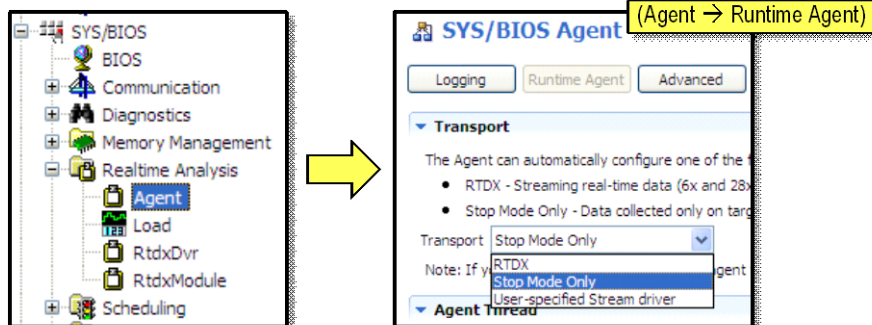 SYS/BIOS
BIOS
Communication
Diagnostics
Memory Management
Realtime Analysis
Agent
Load
RtdxDvr
RtdxModule
Scheduling
(Agent → Runtime Agent)
SYS/BIOS Agent
Logging Runtime Agent Advanced
Transport
The Agent can automatically configure one of the
• RTDX - Streaming real-time data (6x and 28x
• Stop Mode Only - Data collected only on targ
Transport Stop Mode Only
RTDX
Note: If y gent
Stop Mode Only
User-specified Stream driver
Agent Thread